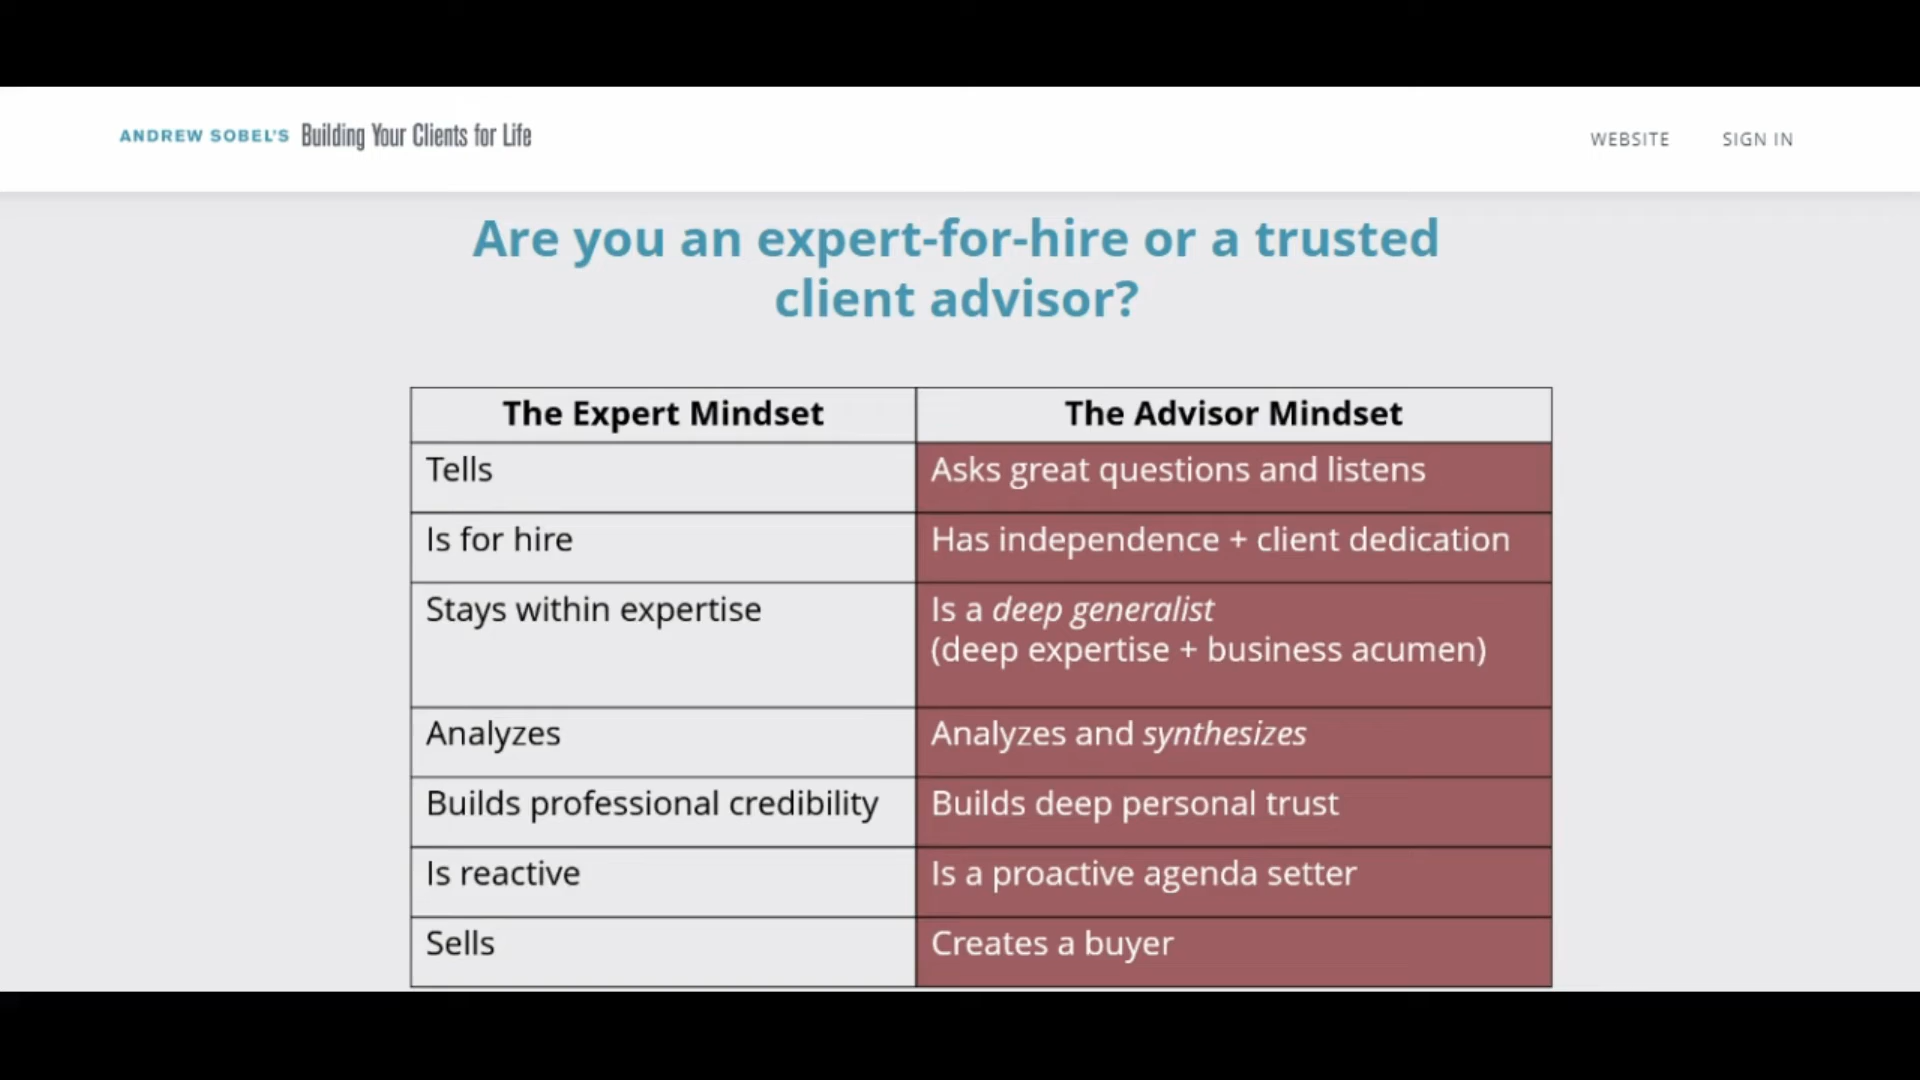 ANDREW SOBEL'S Building Your Clients for Life
WEBSITE SIGN IN
Are you an expert-for-hire or a trusted
client advisor?
The Expert Mindset The Advisor Mindset
Tells Asks great questions and listens
Is for hire Has independence + client dedication
Stays within expertise Is a deep generalist
(deep expertise + business acumen)
Analyzes Analyzes and synthesizes
Builds professional credibility Builds deep personal trust
Is reactive Is a proactive agenda setter
Sells Creates a buyer